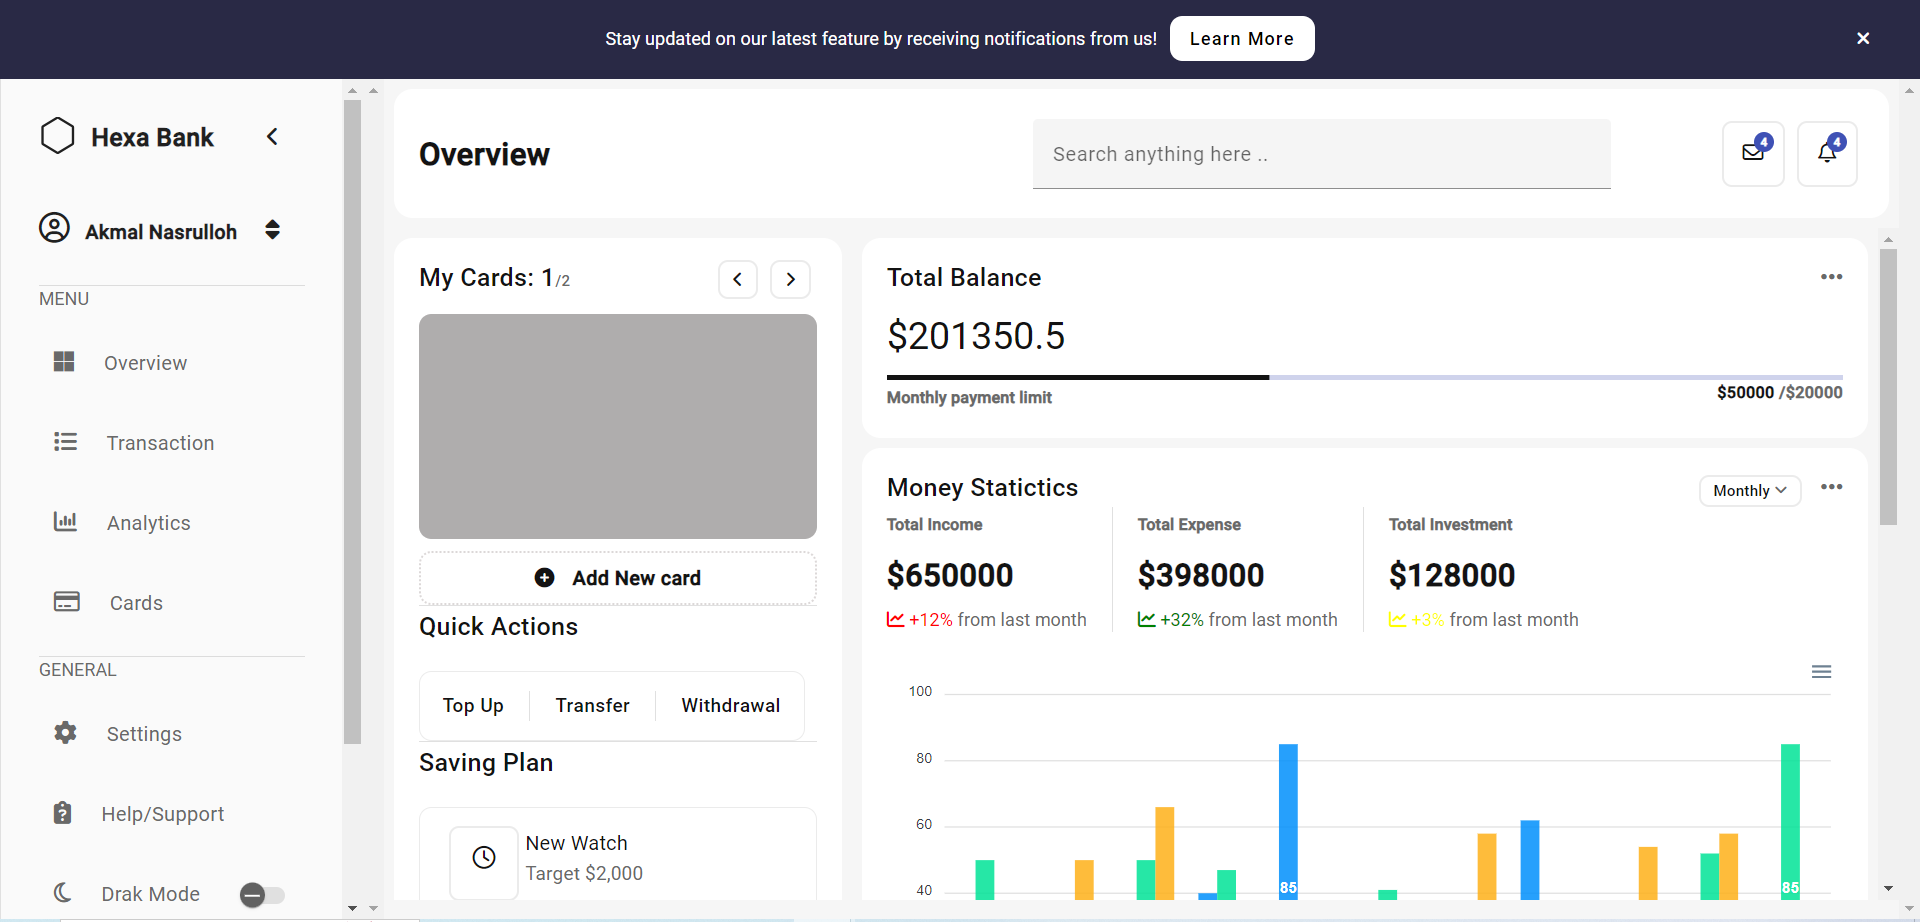 Stay updated on our latest feature by receiving notifications from us! Learn More
Hexa Bank
Akmal Nasrulloh
MENU
Overview
Transaction
Analytics
Cards
GENERAL
Settings
Help/Support
Drak Mode
Overview
Search anything here ..
4
4
My Cards: 1/2
Add New card
Quick Actions
Top Up
Transfer
Withdrawal
Saving Plan
New Watch
Target $2,000
Total Balance
$201350.5
Monthly payment limit
$50000 /$20000
Money Statictics
Monthly
Total Income
$650000
+12% from last month
Total Expense
$398000
+32% from last month
Total Investment
$128000
+3% from last month
100
80
60
40
85
85